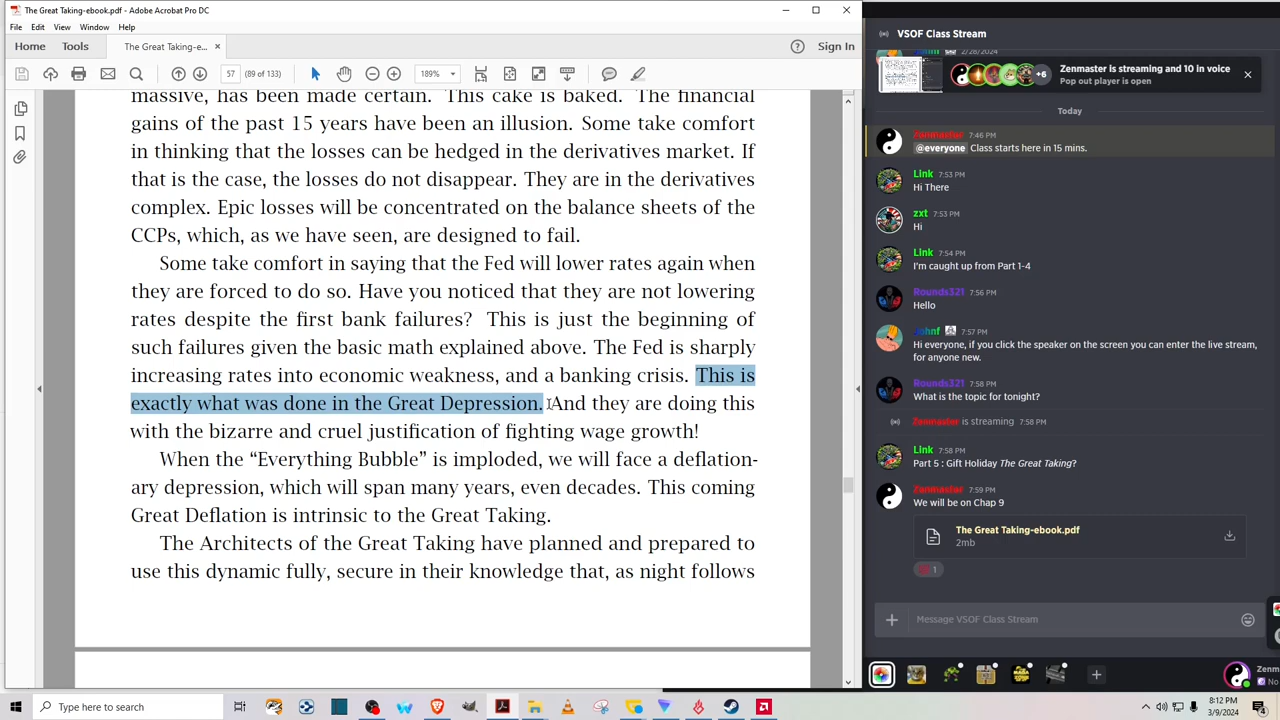 The Great Taking-ebook.pdf - Adobe Acrobat Pro DC
File Edit View Window Help
Home Tools The Great Taking-e... × Sign In
57 (89 of 133) 189%
massive, has been made certain. This cake is baked. The financial
gains of the past 15 years have been an illusion. Some take comfort
in thinking that the losses can be hedged in the derivatives market. If
that is the case, the losses do not disappear. They are in the derivatives
complex. Epic losses will be concentrated on the balance sheets of the
CCPs, which, as we have seen, are designed to fail.
Some take comfort in saying that the Fed will lower rates again when
they are forced to do so. Have you noticed that they are not lowering
rates despite the first bank failures? This is just the beginning of
such failures given the basic math explained above. The Fed is sharply
increasing rates into economic weakness, and a banking crisis. This is
exactly what was done in the Great Depression. And they are doing this
with the bizarre and cruel justification of fighting wage growth!
When the “Everything Bubble” is imploded, we will face a deflation-
ary depression, which will span many years, even decades. This coming
Great Deflation is intrinsic to the Great Taking.
The Architects of the Great Taking have planned and prepared to
use this dynamic fully, secure in their knowledge that, as night follows
VSOF Class Stream
2/28/2024
Zenmaster is streaming and 10 in voice
+6
Pop out player is open
Today
Zenmaster 7:46 PM
@everyone Class starts here in 15 mins.
Link 7:53 PM
Hi There
zxt 7:53 PM
Hi
Link 7:54 PM
I'm caught up from Part 1-4
Rounds321 7:56 PM
Hello
7:57 PM
Hi everyone, if you click the speaker on the screen you can enter the live stream,
for anyone new.
Rounds321 7:58 PM
What is the topic for tonight?
Zenmaster is streaming 7:58 PM
Link 7:58 PM
Part 5 : Gift Holiday The Great Taking?
Zenmaster 7:59 PM
We will be on Chap 9
The Great Taking-ebook.pdf
2mb
1
Message VSOF Class Stream
Zenm
No
Type here to search
8:12 PM
3/9/2024
4